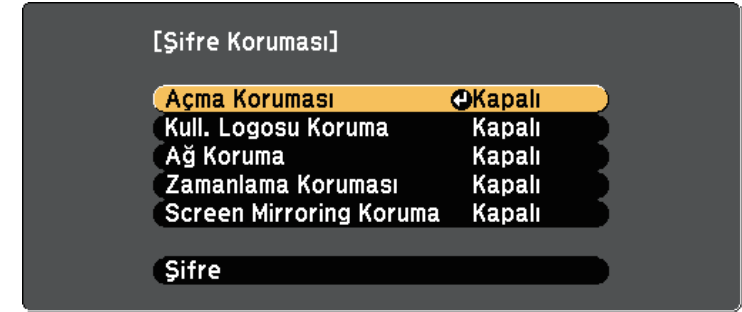 [Şifre Koruması]
Açma Koruması Kapalı
Kull. Logosu Koruma Kapalı
Ağ Koruma Kapalı
Zamanlama Koruması Kapalı
Screen Mirroring Koruma Kapalı
Şifre